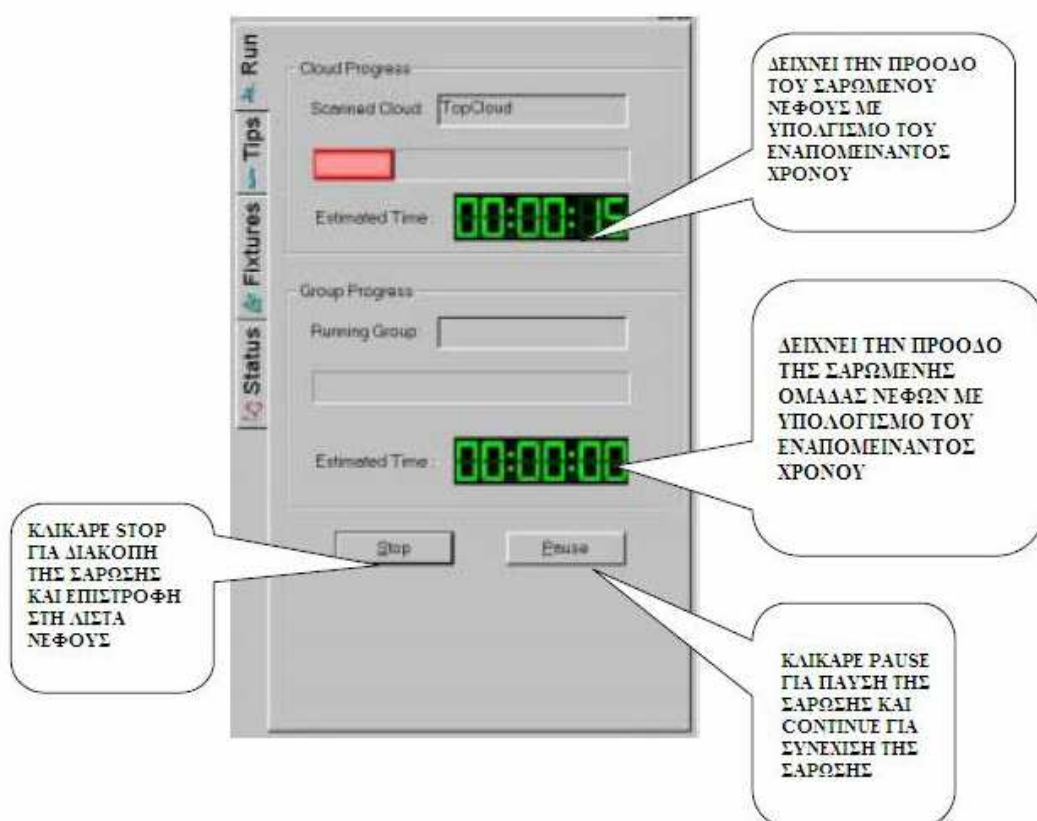 Run
Tips
Fixtures
Status
Cloud Progress
Scanned Cloud
TopCloud
Estimated Time
00:00:15
Group Progress
Running Group
Estimated Time :
00:00:00
Stop
Pause
ΔΕΙΧΝΕΙ ΤΗΝ ΠΡΟΟΔΟ
ΤΟΥ ΣΑΡΩΜΕΝΟΥ
ΝΕΦΟΥΣ ΜΕ
ΥΠΟΛΓΙΣΜΟ ΤΟΥ
ΕΝΑΠΟΜΕΙΝΑΝΤΟΣ
ΧΡΟΝΟΥ
ΔΕΙΧΝΕΙ ΤΗΝ ΠΡΟΟΔΟ
ΤΗΣ ΣΑΡΩΜΕΝΗΣ
ΟΜΑΔΑΣ ΝΕΦΩΝ ΜΕ
ΥΠΟΛΟΓΙΣΜΟ ΤΟΥ
ΕΝΑΠΟΜΕΙΝΑΝΤΟΣ
ΧΡΟΝΟΥ
ΚΛΙΚΑΡΕ STOP
ΓΙΑ ΔΙΑΚΟΠΗ
ΤΗΣ ΣΑΡΩΣΗΣ
ΚΑΙ ΕΠΙΣΤΡΟΦΗ
ΣΤΗ ΛΙΣΤΑ
ΝΕΦΟΥΣ
ΚΛΙΚΑΡΕ PAUSE
ΓΙΑ ΠΑΥΣΗ ΤΗΣ
ΣΑΡΩΣΗΣ ΚΑΙ
CONTINUE ΓΙΑ
ΣΥΝΕΧΙΣΗ ΤΗΣ
ΣΑΡΩΣΗΣ